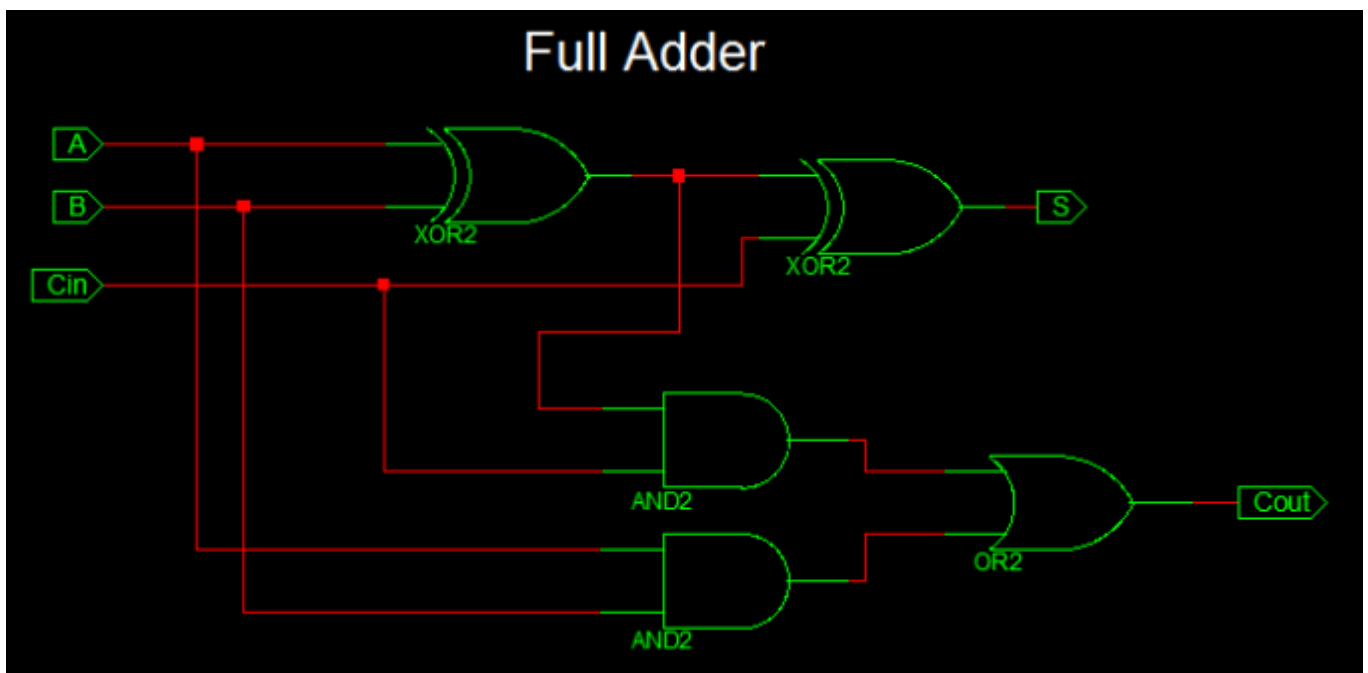 Full Adder
A
B
XOR2
S
XOR2
Cin
AND2
Cout
OR2
AND2